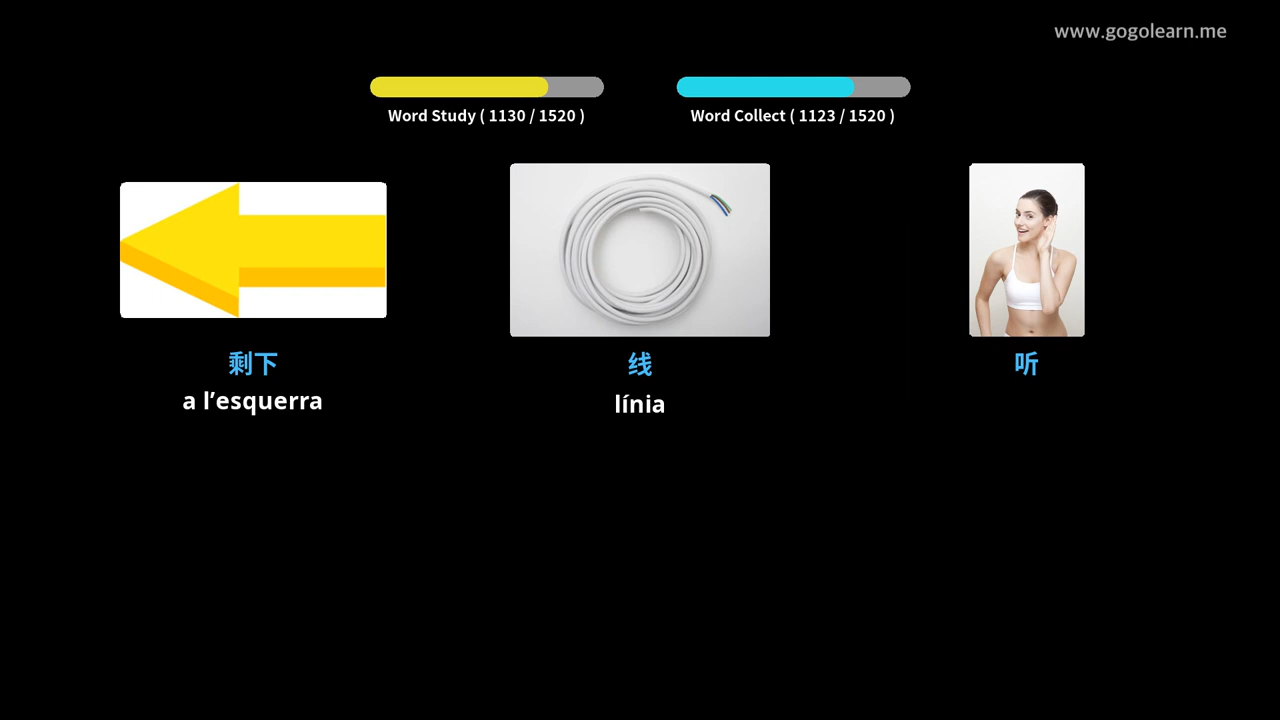 www.gogolearn.me
Word Study ( 1130 / 1520 )
Word Collect ( 1123 / 1520 )
剩下
a l’esquerra
线
línia
听